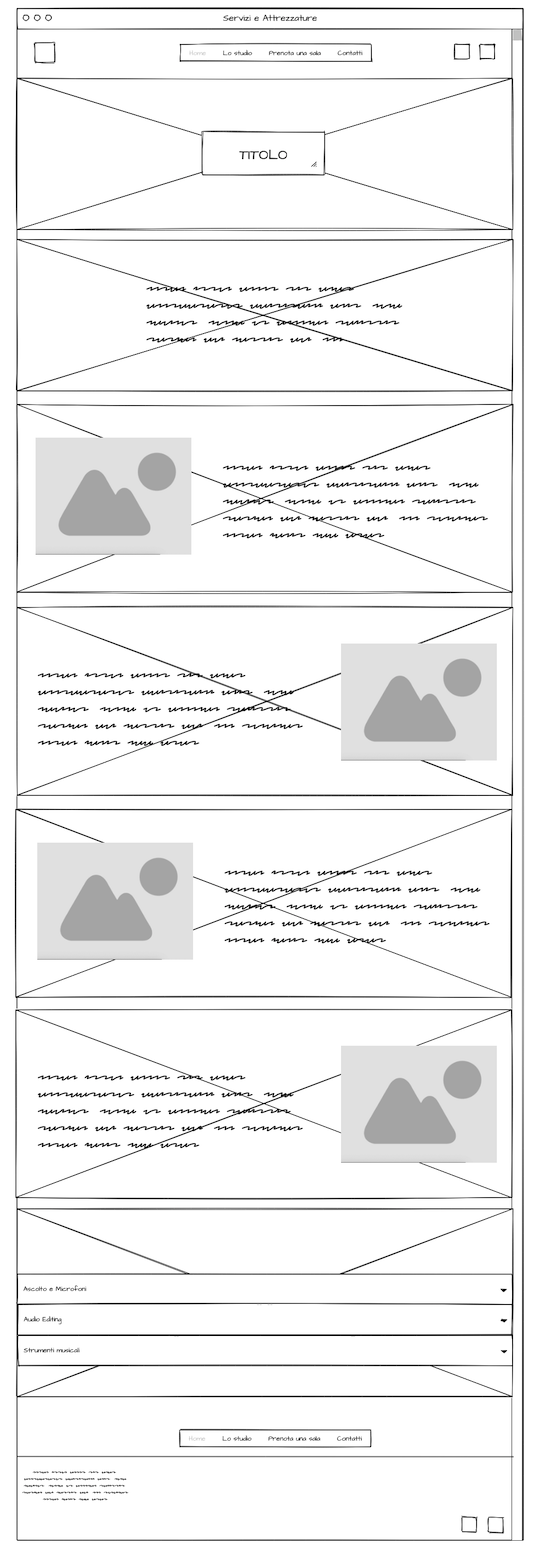 Servizi e Attrezzature
Home Lo studio Prenota una sala Contatti
TITOLO
Ascolto e Microfoni
Audio Editing
Strumenti musicali
Home Lo studio Prenota una sala Contatti